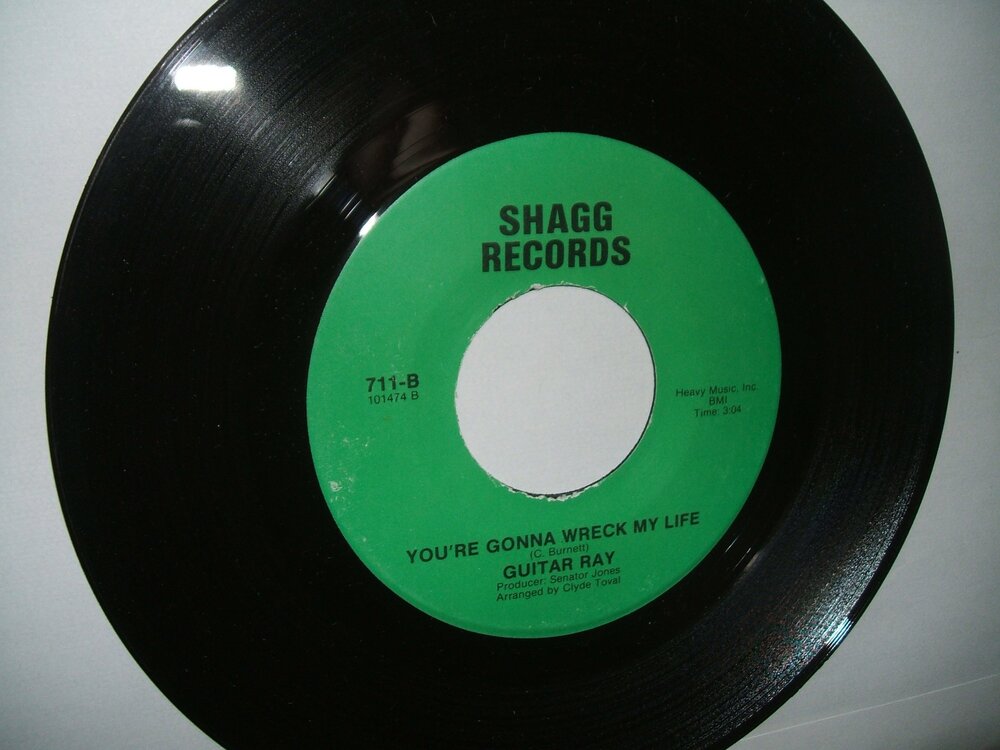 SHAGG
RECORDS
711-B
101474 B
Heavy Music, Inc.
BMI
Time: 3:04
YOU'RE GONNA WRECK MY LIFE
(C. Burnett)
GUITAR RAY
Producer: Senator Jones
Arranged by Clyde Toval